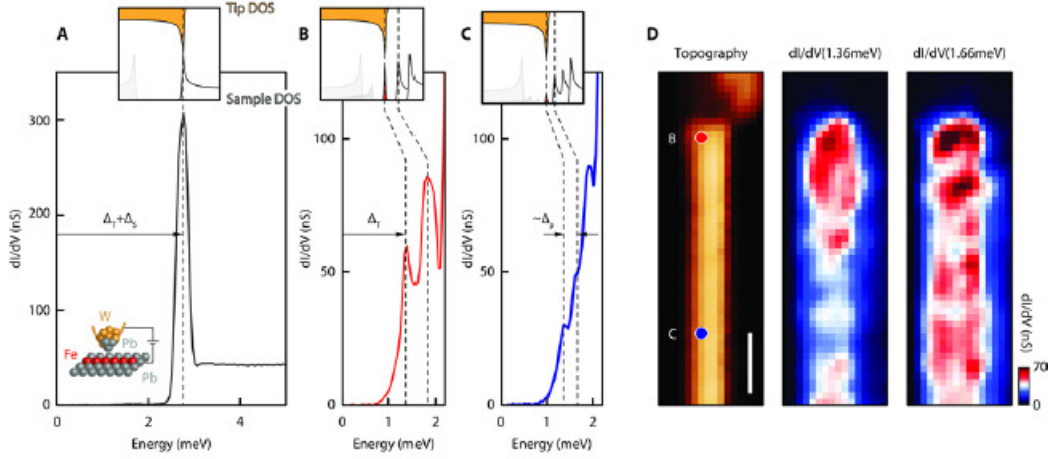 Tip DOS
A
B
C
D
Topography
dI/dV(1.36meV)
dI/dV(1.66meV)
Sample DOS
300
200
100
0
dI/dV (nS)
Δ_T+Δ_S
W
Pb
Fe
Pb
0
2
4
Energy (meV)
100
50
0
dI/dV (nS)
Δ_T
0
1
2
Energy (meV)
100
50
0
dI/dV (nS)
~Δ_p
0
1
2
Energy (meV)
B
C
dI/dV (nS)
70
0